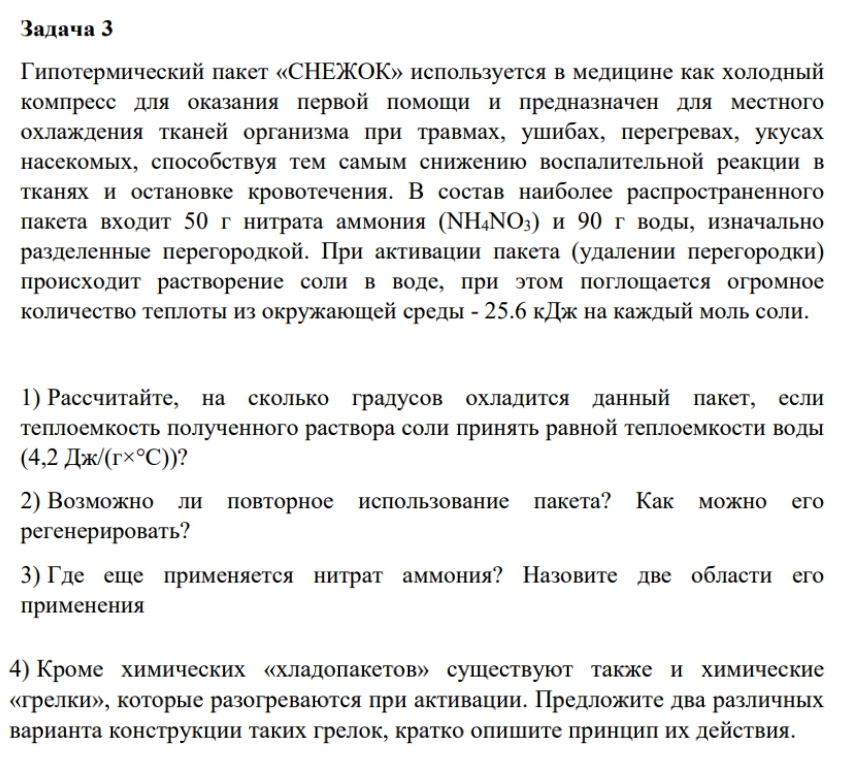 Задача 3
Гипотермический пакет «СНЕЖОК» используется в медицине как холодный
компресс для оказания первой помощи и предназначен для местного
охлаждения тканей организма при травмах, ушибах, перегревах, укусах
насекомых, способствуя тем самым снижению воспалительной реакции в
тканях и остановке кровотечения. В состав наиболее распространенного
пакета входит 50 г нитрата аммония (NH₄NO₃) и 90 г воды, изначально
разделенные перегородкой. При активации пакета (удалении перегородки)
происходит растворение соли в воде, при этом поглощается огромное
количество теплоты из окружающей среды - 25.6 кДж на каждый моль соли.
1) Рассчитайте, на сколько градусов охладится данный пакет, если
теплоемкость полученного раствора соли принять равной теплоемкости воды
(4,2 Дж/(г×°C))?
2) Возможно ли повторное использование пакета? Как можно его
регенерировать?
3) Где еще применяется нитрат аммония? Назовите две области его
применения
4) Кроме химических «хладопакетов» существуют также и химические
«грелки», которые разогреваются при активации. Предложите два различных
варианта конструкции таких грелок, кратко опишите принцип их действия.